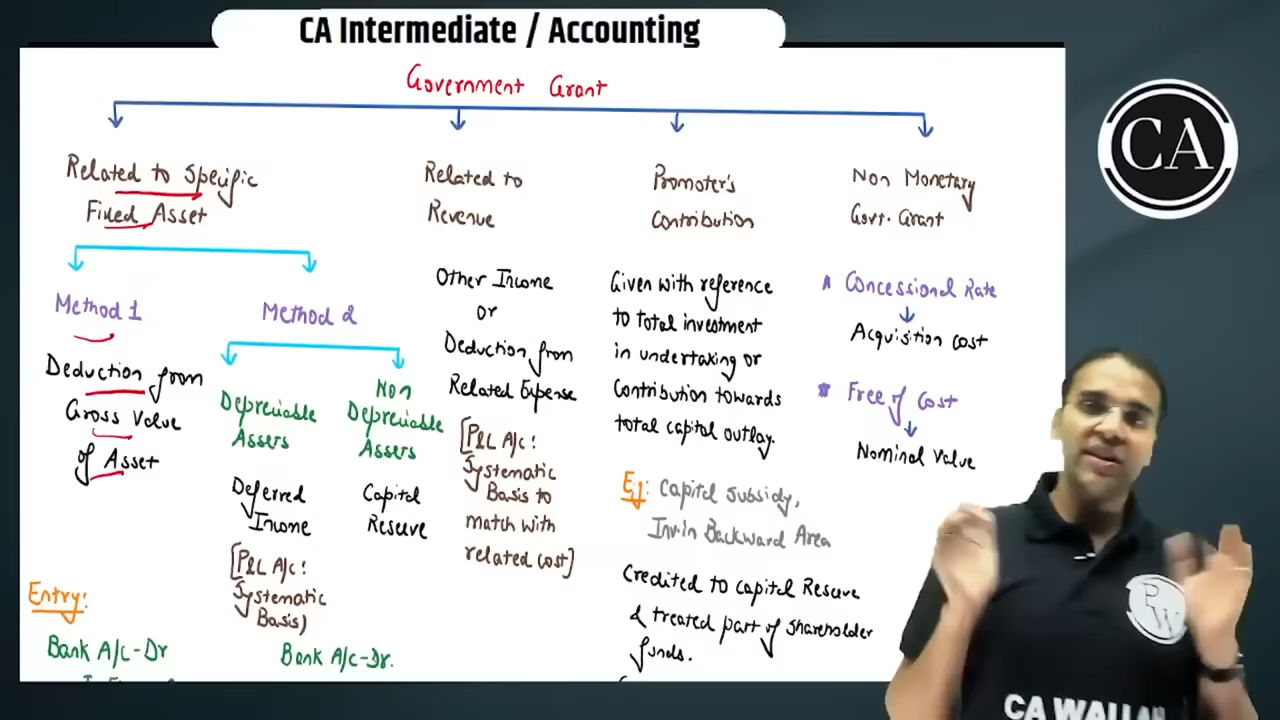 CA Intermediate / Accounting
CA
Government Grant
Related to Specific
Fixed Asset
Method 1
Deduction from
Gross Value
of Asset
Method 2
Depreciable
Assets
Deferred
Income
[P&L A/c:
Systematic
Basis)
Non
Depreciable
Assets
Capital
Reserve
Entry:
Bank A/c-Dr
Bank A/c-Dr.
Related to
Revenue
Other Income
or
Deduction from
Related Expense
[P&L A/c:
Systematic
Basis to
match with
related cost]
Promoter's
Contribution
Given with reference
to total investment
in undertaking or
Contribution towards
total capital outlay.
Eg: Capital Subsidy,
Inv. in Backward Area
Credited to Capital Reserve
& treated part of shareholder
funds.
Non Monetary
Govt. Grant
* Concessional Rate
Acquisition Cost
* Free of Cost
Nominal Value
PW
CA WALLAH